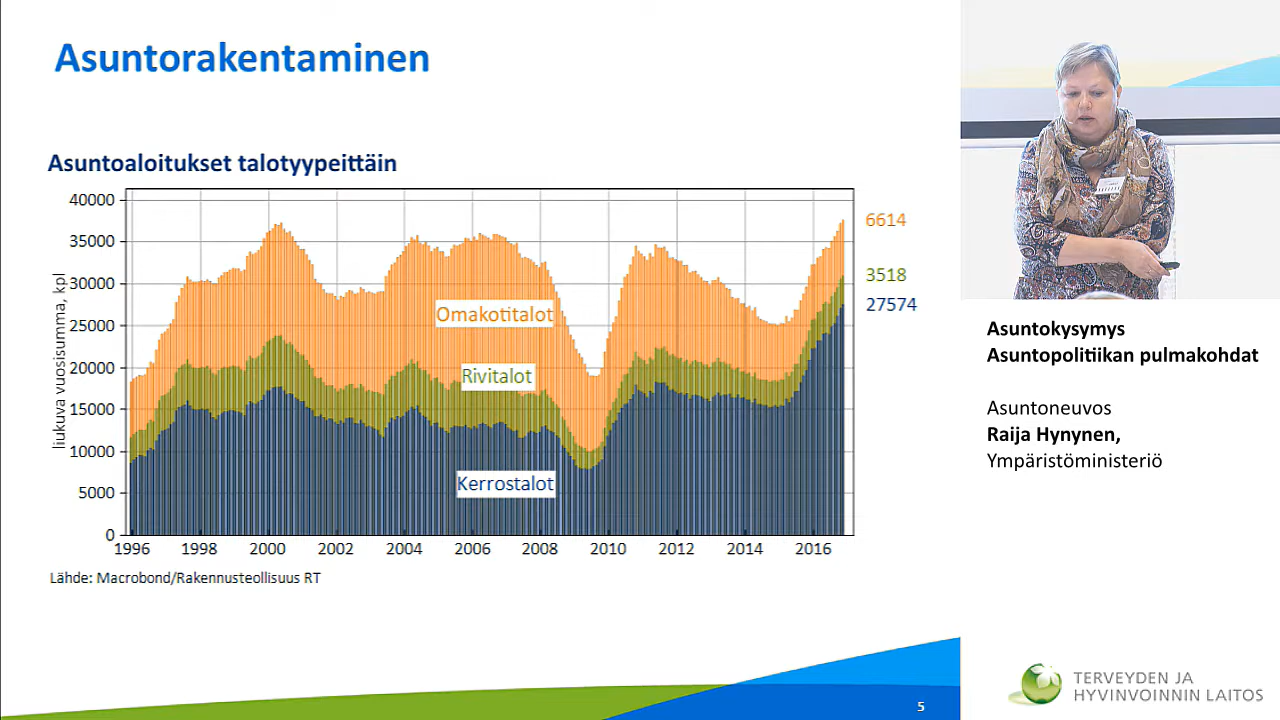 Asuntorakentaminen
Asuntoaloitukset talotyypeittäin
liukuva vuosisumma, kpl
40000
35000
30000
25000
20000
15000
10000
5000
0
1996 1998 2000 2002 2004 2006 2008 2010 2012 2014 2016
Omakotitalot
Rivitalot
Kerrostalot
6614
3518
27574
Lähde: Macrobond/Rakennusteollisuus RT
5
Asuntokysymys
Asuntopolitiikan pulmakohdat
Asuntoneuvos
Raija Hynynen,
Ympäristöministeriö
TERVEYDEN JA
HYVINVOINNIN LAITOS